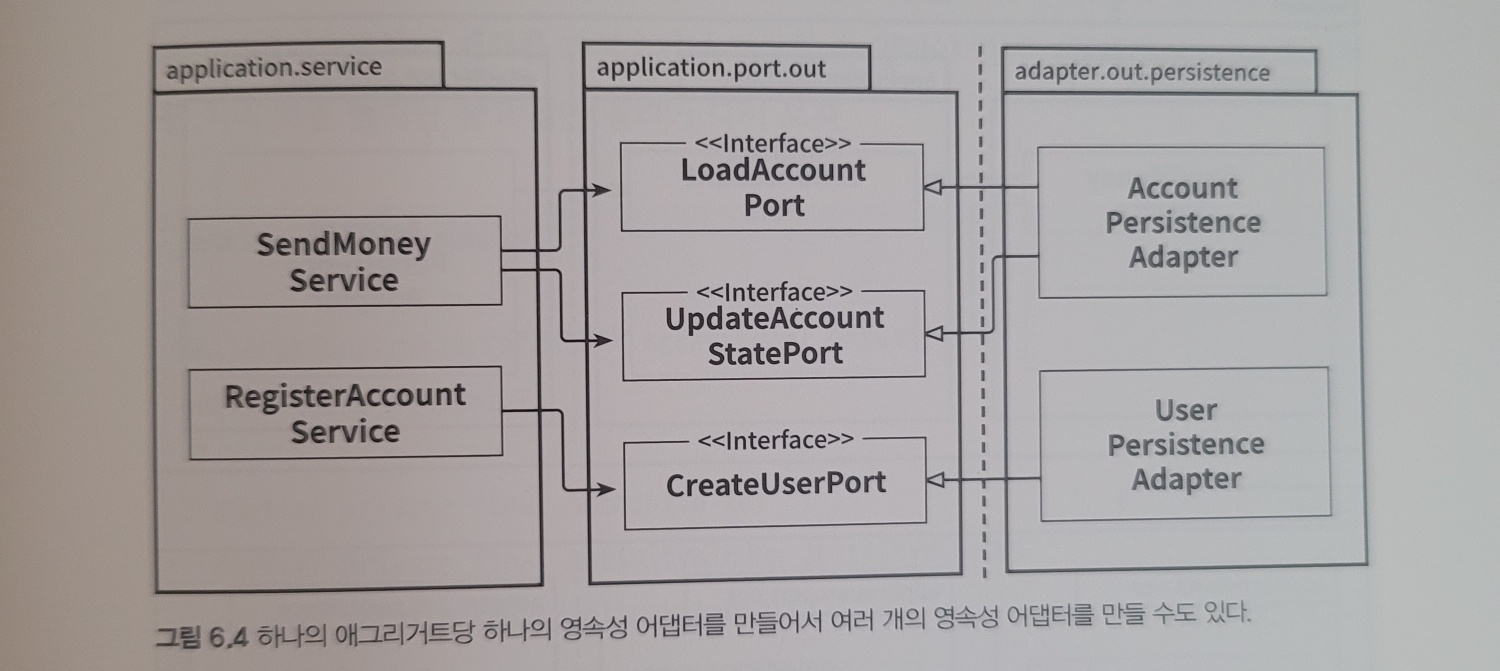 application.service
SendMoney
Service
RegisterAccount
Service
application.port.out
<<Interface>>
LoadAccount
Port
<<Interface>>
UpdateAccount
StatePort
<<Interface>>
CreateUserPort
adapter.out.persistence
Account
Persistence
Adapter
User
Persistence
Adapter
그림 6.4 하나의 애그리거트당 하나의 영속성 어댑터를 만들어서 여러 개의 영속성 어댑터를 만들 수도 있다.